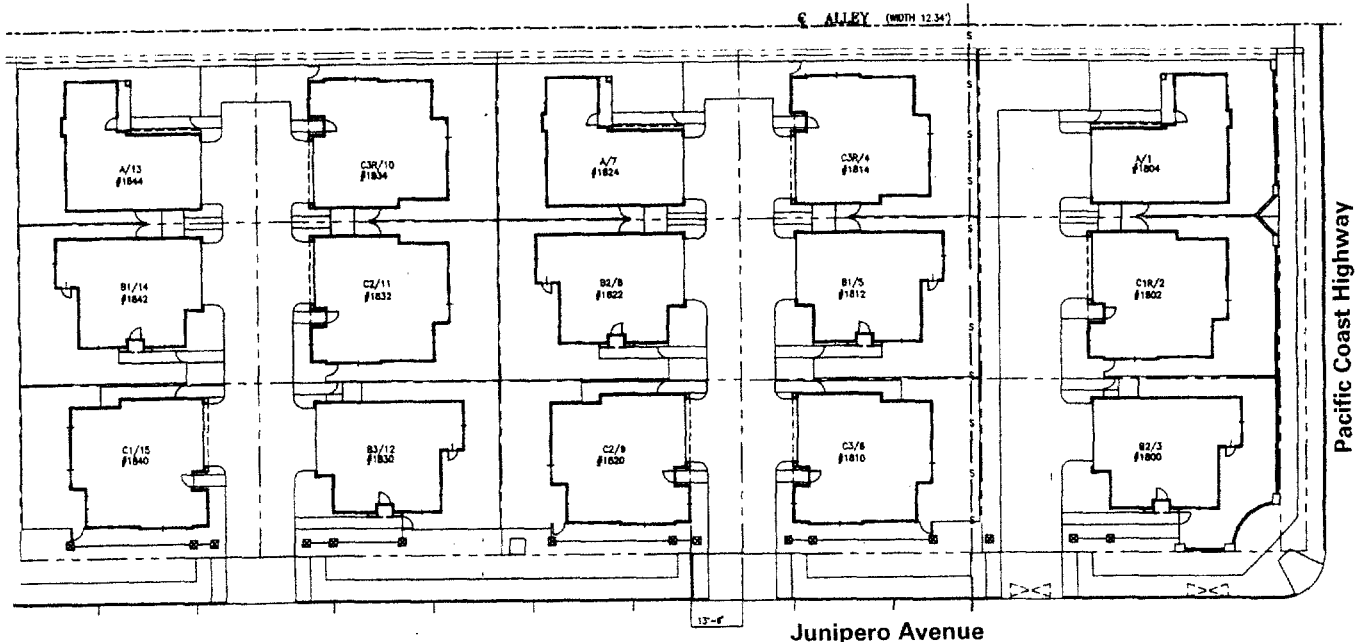 ℄ ALLEY (WIDTH 12.34')
S
S
A/13
#1844
C3R/10
#1834
A/7
#1824
C3R/4
#1814
A/1
#1804
S
S
S
B1/14
#1842
C2/11
#1832
B2/8
#1822
B1/5
#1812
C1R/2
#1802
S
S
C1/15
#1840
B3/12
#1830
C2/9
#1820
C3/6
#1810
B2/3
#1800
S
S
13'-6"
Junipero Avenue
Pacific Coast Highway